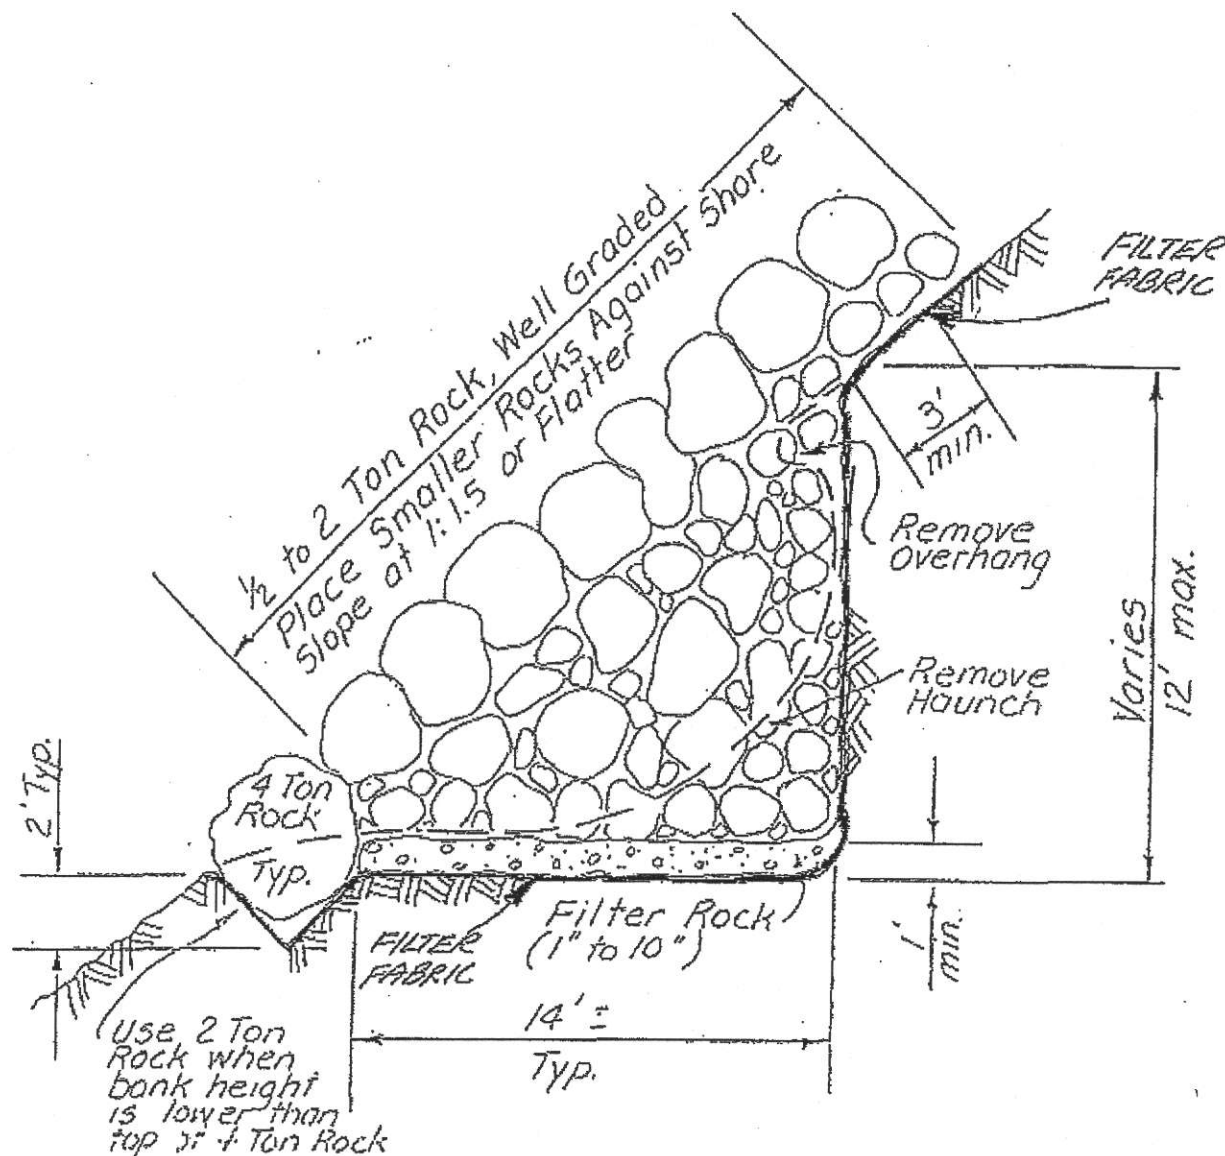 ½ to 2 Ton Rock, Well Graded
Place Smaller Rocks Against Shore
Slope at 1:1.5 or Flatter
FILTER
FABRIC
3'
min.
Remove
Overhang
Varies
12' max.
Remove
Haunch
2' Typ.
4 Ton
Rock
Typ.
Filter Rock
(1" to 10")
1'
min.
FILTER
FABRIC
14' ±
Typ.
Use 2 Ton
Rock when
bank height
is lower than
top of 4 Ton Rock